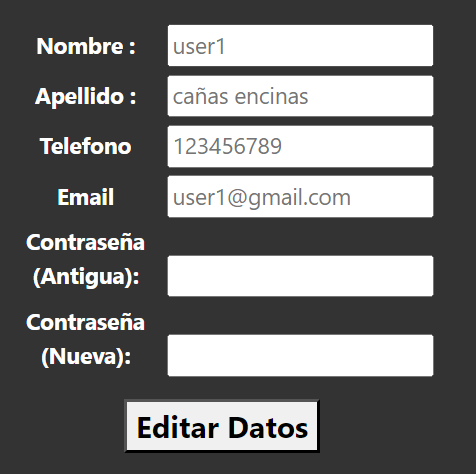 Nombre : user1
Apellido : cañas encinas
Telefono 123456789
Email user1@gmail.com
Contraseña
(Antigua):
Contraseña
(Nueva):
Editar Datos